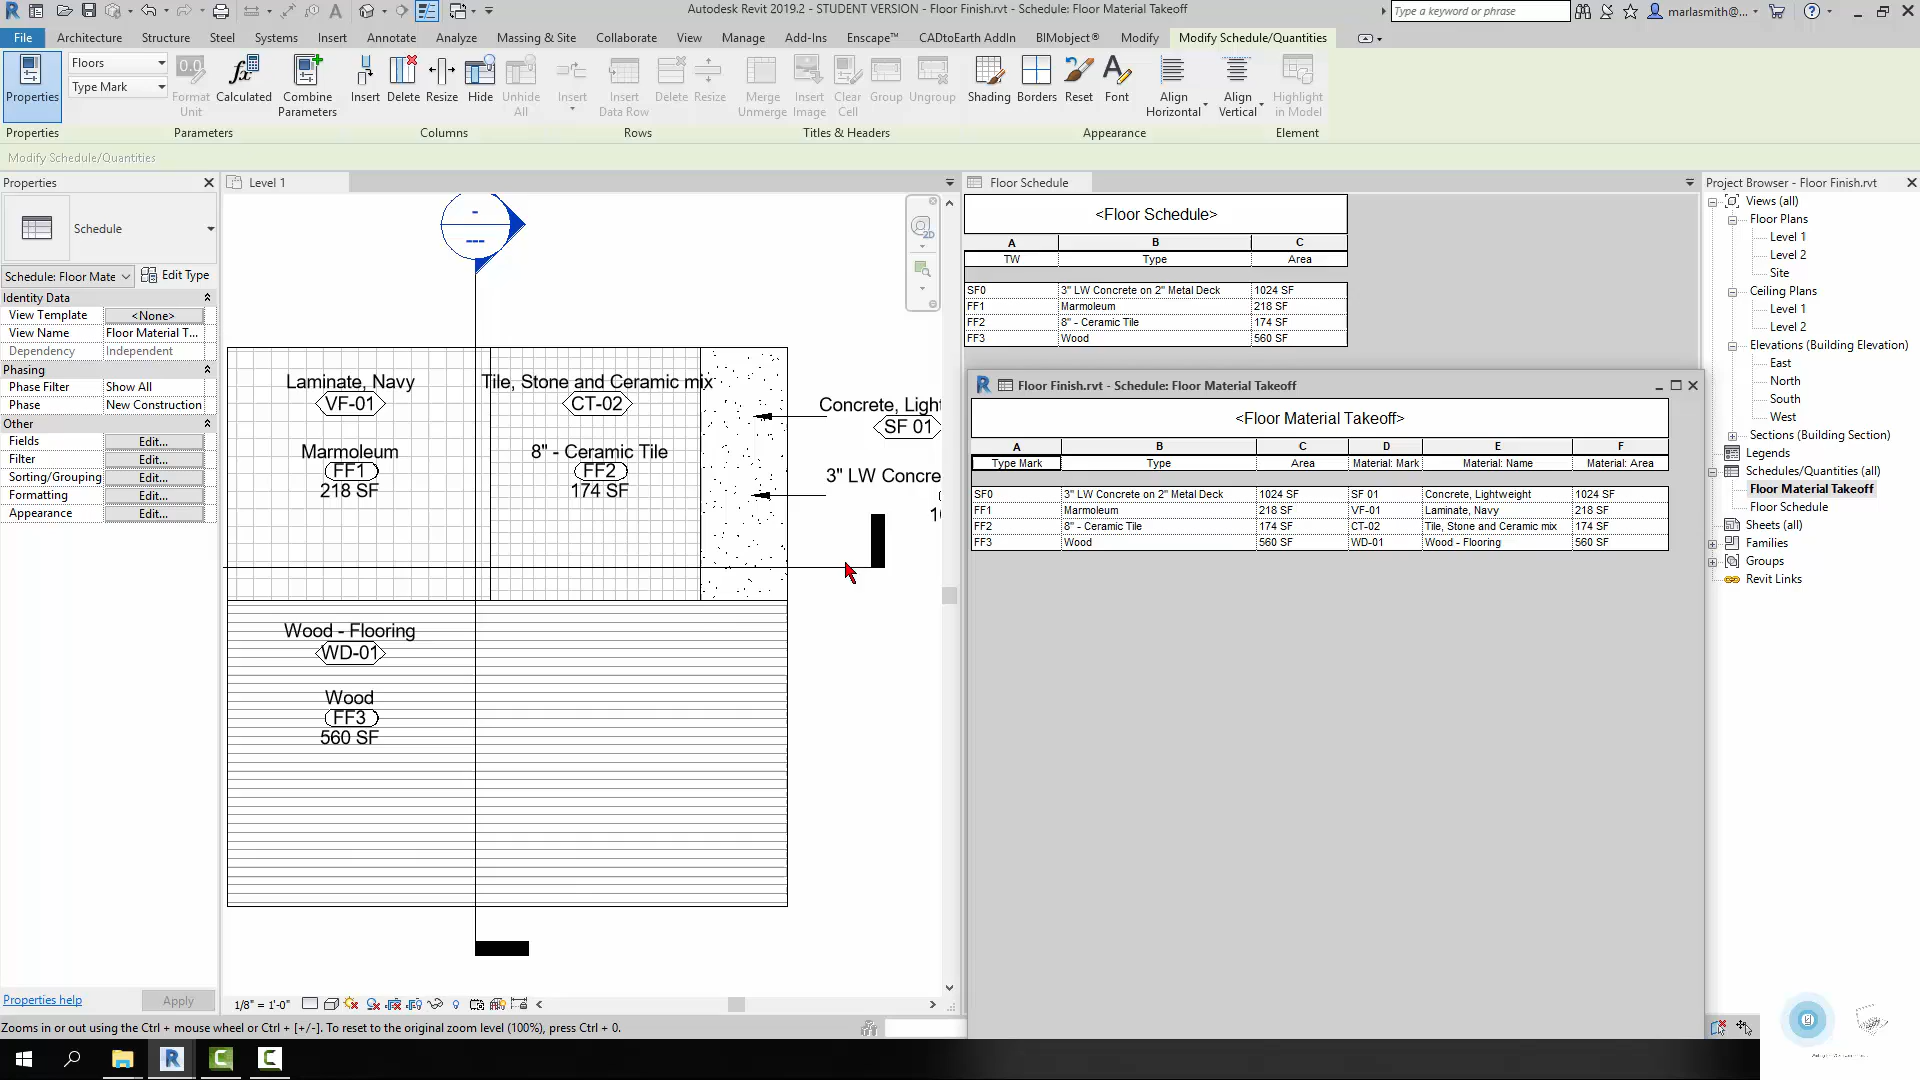 Autodesk Revit 2019.2 - STUDENT VERSION - Floor Finish.rvt - Schedule: Floor Material Takeoff
Type a keyword or phrase
marlasmith@...
File Architecture Structure Steel Systems Insert Annotate Analyze Massing & Site Collaborate View Manage Add-Ins Enscape™ CADtoEarth AddIn BIMobject® Modify Modify Schedule/Quantities
Properties
Floors
Type Mark
Format Unit
Calculated
Combine Parameters
Insert Delete Resize Hide Unhide All
Insert
Insert Data Row
Delete Resize
Merge Unmerge
Insert Image
Clear Cell
Group Ungroup
Shading Borders Reset Font
Align Horizontal
Align Vertical
Highlight in Model
Properties Parameters Columns Rows Titles & Headers Appearance Element
Modify Schedule/Quantities
Properties
Schedule
Schedule: Floor Mate
Edit Type
Identity Data
View Template <None>
View Name Floor Material T...
Dependency Independent
Phasing
Phase Filter Show All
Phase New Construction
Other
Fields Edit...
Filter Edit...
Sorting/Grouping Edit...
Formatting Edit...
Appearance Edit...
Properties help
Apply
Level 1
2D
Laminate, Navy
VF-01
Marmoleum
FF1
218 SF
Tile, Stone and Ceramic mix
CT-02
8" - Ceramic Tile
FF2
174 SF
Concrete, Light
SF 01
3" LW Concre
Wood - Flooring
WD-01
Wood
FF3
560 SF
1/8" = 1'-0"
Floor Schedule
<Floor Schedule>
A B C
TW Type Area
SF0 3" LW Concrete on 2" Metal Deck 1024 SF
FF1 Marmoleum 218 SF
FF2 8" - Ceramic Tile 174 SF
FF3 Wood 560 SF
Floor Finish.rvt - Schedule: Floor Material Takeoff
<Floor Material Takeoff>
A B C D E F
Type Mark Type Area Material: Mark Material: Name Material: Area
SF0 3" LW Concrete on 2" Metal Deck 1024 SF SF 01 Concrete, Lightweight 1024 SF
FF1 Marmoleum 218 SF VF-01 Laminate, Navy 218 SF
FF2 8" - Ceramic Tile 174 SF CT-02 Tile, Stone and Ceramic mix 174 SF
FF3 Wood 560 SF WD-01 Wood - Flooring 560 SF
Project Browser - Floor Finish.rvt
Views (all)
Floor Plans
Level 1
Level 2
Site
Ceiling Plans
Level 1
Level 2
Elevations (Building Elevation)
East
North
South
West
Sections (Building Section)
Legends
Schedules/Quantities (all)
Floor Material Takeoff
Floor Schedule
Sheets (all)
Families
Groups
Revit Links
Zooms in or out using the Ctrl + mouse wheel or Ctrl + [+/-]. To reset to the original zoom level (100%), press Ctrl + 0.